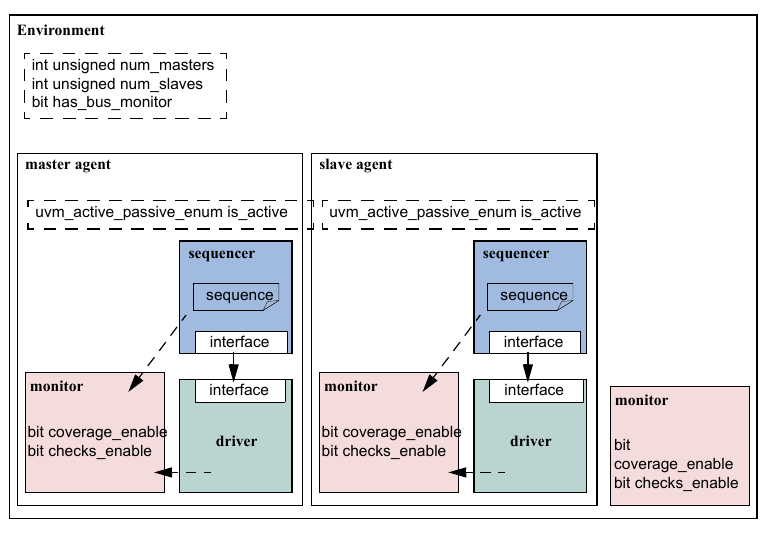 Environment
int unsigned num_masters
int unsigned num_slaves
bit has_bus_monitor
master agent
uvm_active_passive_enum is_active
sequencer
sequence
interface
monitor
bit coverage_enable
bit checks_enable
interface
driver
slave agent
uvm_active_passive_enum is_active
sequencer
sequence
interface
monitor
bit coverage_enable
bit checks_enable
interface
driver
monitor
bit
coverage_enable
bit checks_enable